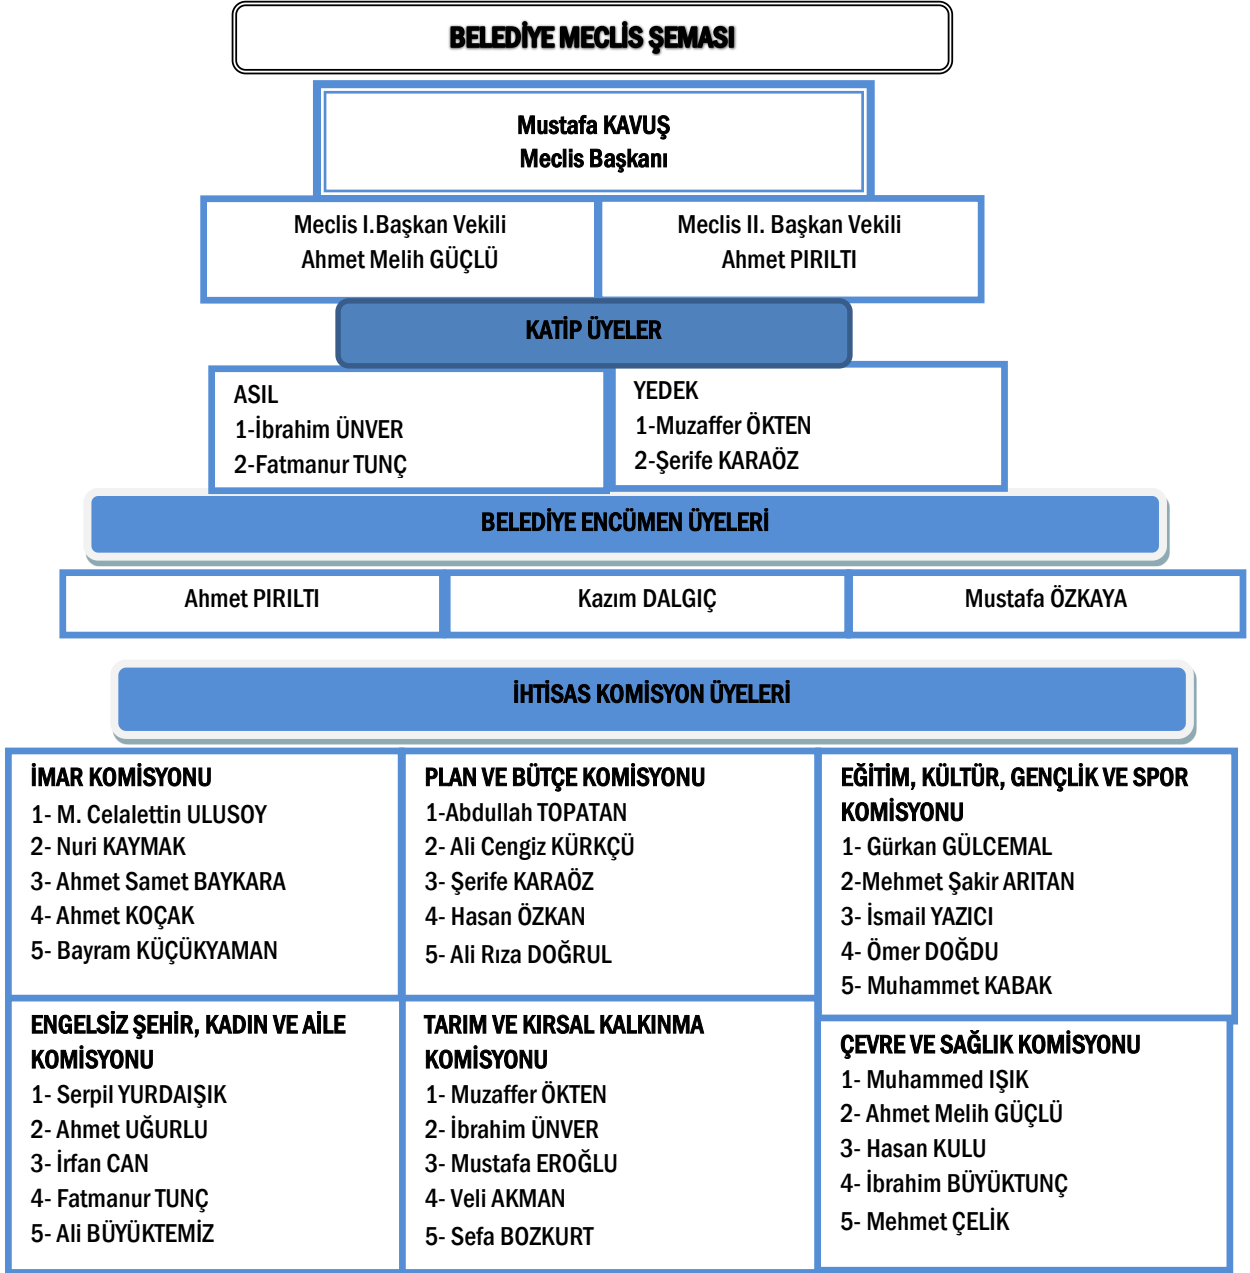 BELEDİYE MECLİS ŞEMASI
Mustafa KAVUŞ
Meclis Başkanı
Meclis I.Başkan Vekili
Ahmet Melih GÜÇLÜ
Meclis II. Başkan Vekili
Ahmet PIRILTI
KATİP ÜYELER
ASIL
1-İbrahim ÜNVER
2-Fatmanur TUNÇ
YEDEK
1-Muzaffer ÖKTEN
2-Şerife KARAÖZ
BELEDİYE ENCÜMEN ÜYELERİ
Ahmet PIRILTI
Kazım DALGIÇ
Mustafa ÖZKAYA
İHTİSAS KOMİSYON ÜYELERİ
İMAR KOMİSYONU
1- M. Celalettin ULUSOY
2- Nuri KAYMAK
3- Ahmet Samet BAYKARA
4- Ahmet KOÇAK
5- Bayram KÜÇÜKYAMAN
PLAN VE BÜTÇE KOMİSYONU
1-Abdullah TOPATAN
2- Ali Cengiz KÜRKÇÜ
3- Şerife KARAÖZ
4- Hasan ÖZKAN
5- Ali Rıza DOĞRUL
EĞİTİM, KÜLTÜR, GENÇLİK VE SPOR
KOMİSYONU
1- Gürkan GÜLCEMAL
2-Mehmet Şakir ARITAN
3- İsmail YAZICI
4- Ömer DOĞDU
5- Muhammet KABAK
ENGELSİZ ŞEHİR, KADIN VE AİLE
KOMİSYONU
1- Serpil YURDAIŞIK
2- Ahmet UĞURLU
3- İrfan CAN
4- Fatmanur TUNÇ
5- Ali BÜYÜKTEMİZ
TARIM VE KIRSAL KALKINMA
KOMİSYONU
1- Muzaffer ÖKTEN
2- İbrahim ÜNVER
3- Mustafa EROĞLU
4- Veli AKMAN
5- Sefa BOZKURT
ÇEVRE VE SAĞLIK KOMİSYONU
1- Muhammed IŞIK
2- Ahmet Melih GÜÇLÜ
3- Hasan KULU
4- İbrahim BÜYÜKTUNÇ
5- Mehmet ÇELİK